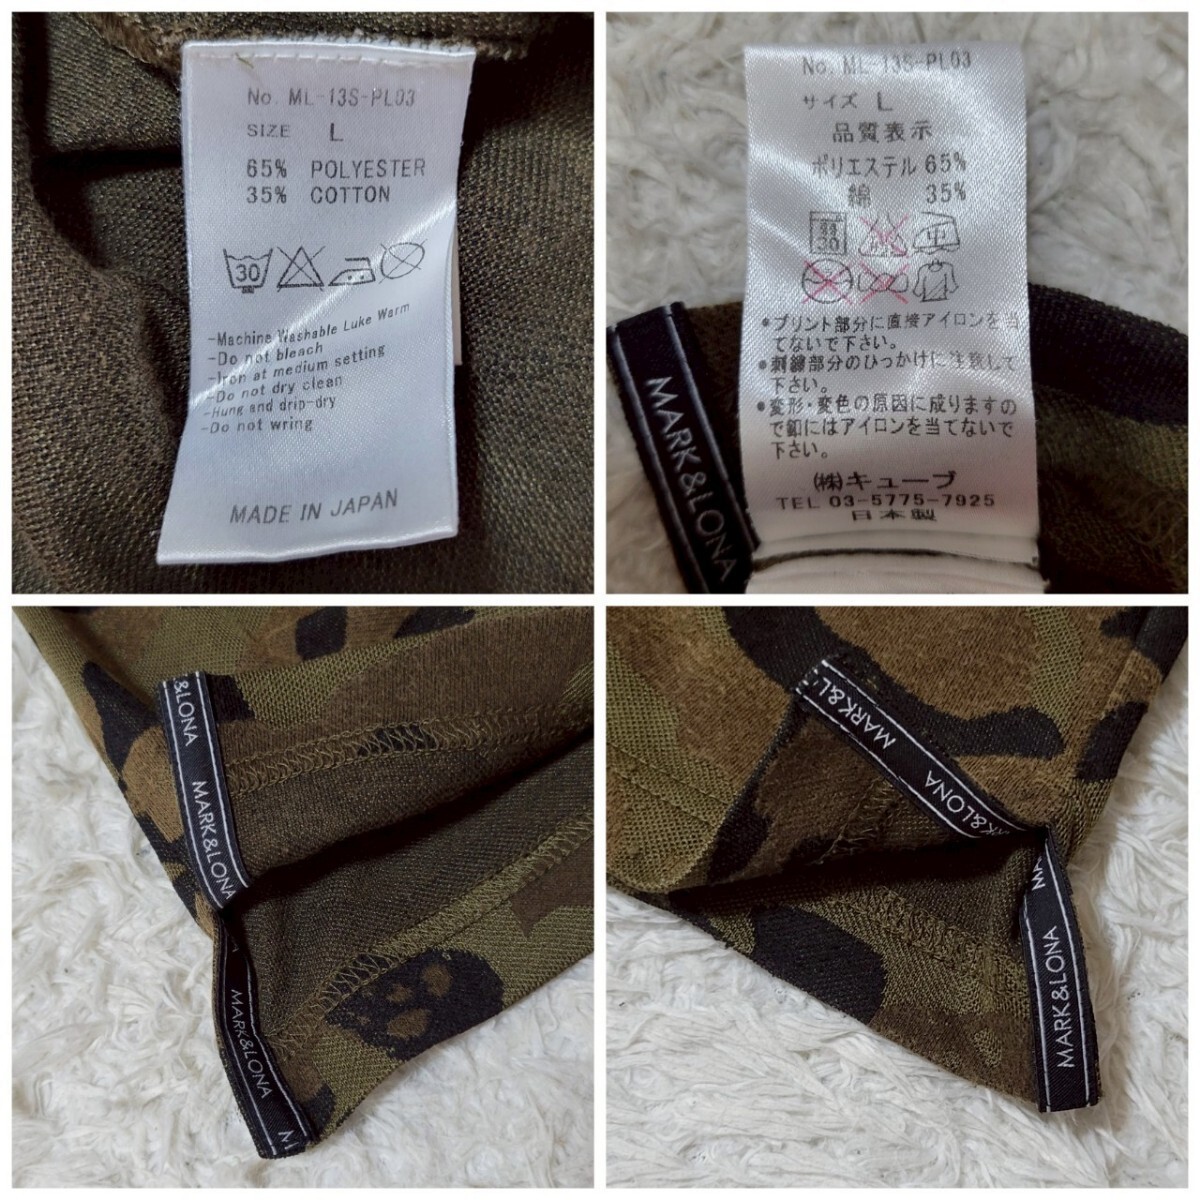 No. ML-13S-PL03
SIZE L
65% POLYESTER
35% COTTON
30
-Machine Washable Luke Warm
-Do not bleach
-Iron at medium setting
-Do not dry clean
-Hung and drip-dry
-Do not wring
MADE IN JAPAN
No. ML-13S-PL03
サイズ L
品質表示
ポリエステル 65%
綿 35%
30
中
•プリント部分に直接アイロンを当
てないで下さい。
•刺繍部分のひっかけに注意して
下さい。
•変形・変色の原因に成りますの
で釦にはアイロンを当てないで
下さい。
(株)キューブ
TEL 03-5775-7925
日本製
MARK&LONA
&LONA
MARK&LONA
MARK&LONA
M
MARK&L
MARK&LONA
MARK&LONA
MA
MARK&LONA